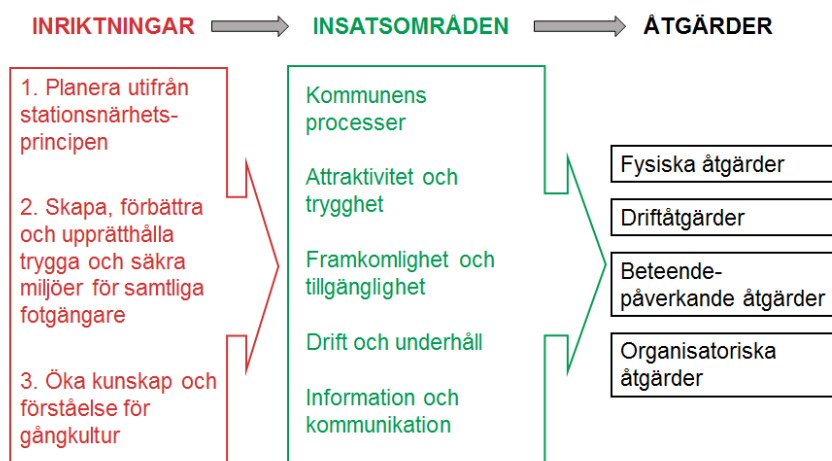 INRIKTNINGAR
INSATSOMRÅDEN
ÅTGÄRDER
1. Planera utifrån
stationsnärhets-
principen
2. Skapa, förbättra
och upprätthålla
trygga och säkra
miljöer för samtliga
fotgängare
3. Öka kunskap och
förståelse för
gångkultur
Kommunens
processer
Attraktivitet och
trygghet
Framkomlighet och
tillgänglighet
Drift och underhåll
Information och
kommunikation
Fysiska åtgärder
Driftåtgärder
Beteende-
påverkande åtgärder
Organisatoriska
åtgärder